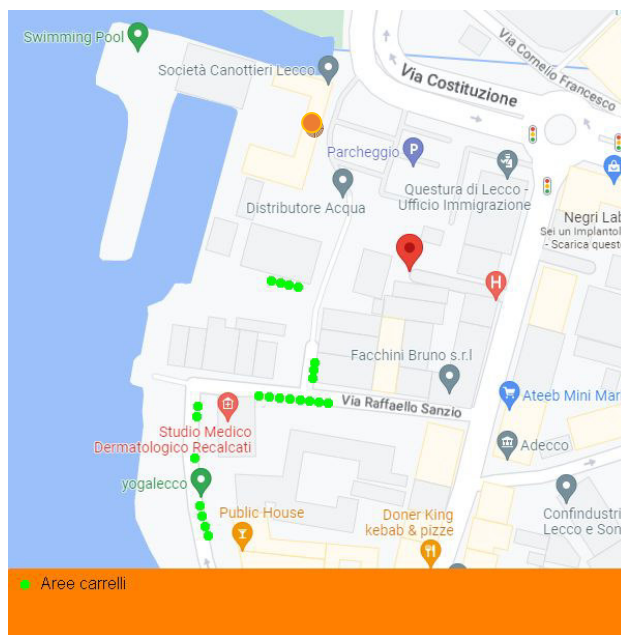 Swimming Pool
Società Canottieri Lecco
Via Costituzione
Via Cornelio Francesco
Parcheggio
P
Questura di Lecco -
Ufficio Immigrazione
Distributore Acqua
Negri Lab
Sei un Implantol
- Scarica questo
H
Facchini Bruno s.r.l
Ateeb Mini Mar
Via Raffaello Sanzio
Studio Medico
Dermatologico Recalcati
Adecco
yogalecco
Public House
Doner King
kebab & pizze
Confindustri
Lecco e Son
Aree carrelli